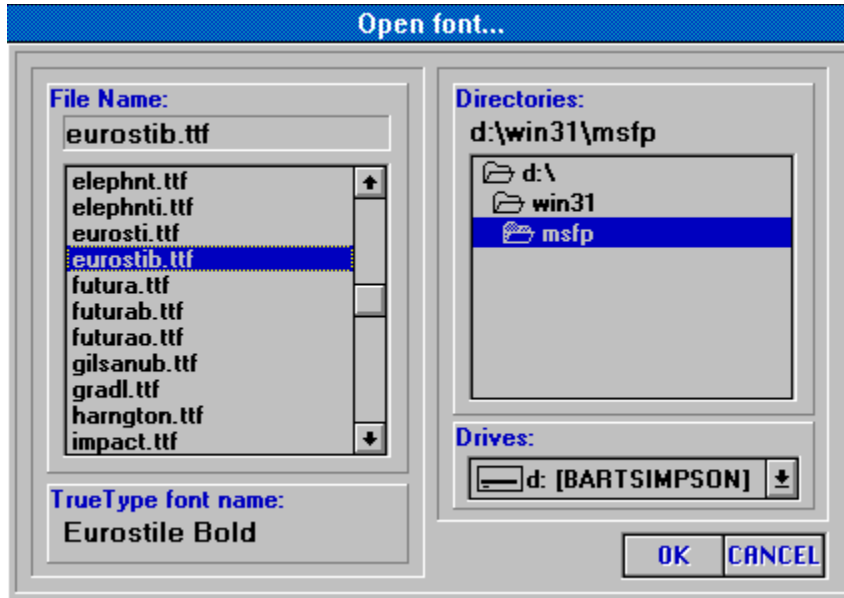 Open font...
File Name:
eurostib.ttf
elephnt.ttf
elephnti.ttf
eurosti.ttf
eurostib.ttf
futura.ttf
futurab.ttf
futurao.ttf
gilsanub.ttf
gradl.ttf
harngton.ttf
impact.ttf
TrueType font name:
Eurostile Bold
Directories:
d:\win31\msfp
d:\
win31
msfp
Drives:
d: [BARTSIMPSON]
OK
CANCEL